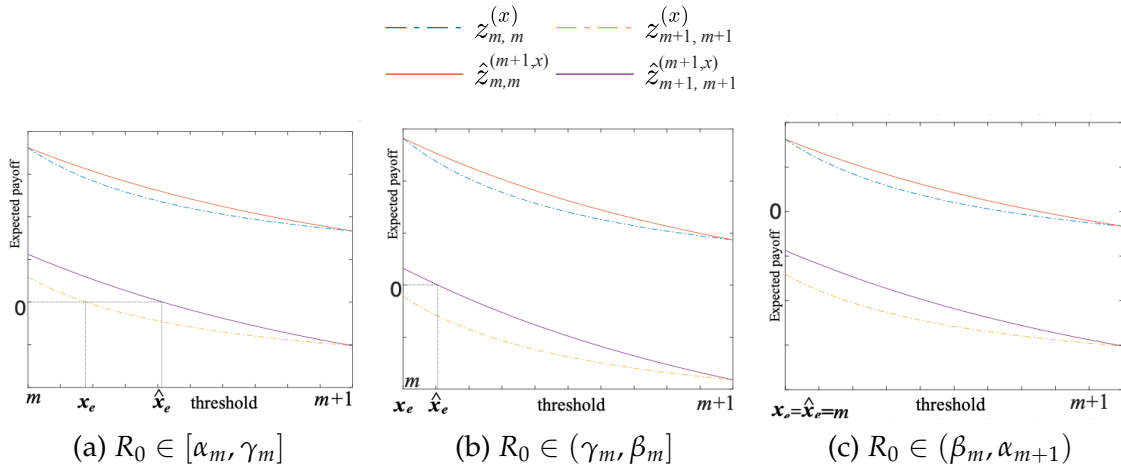 z_{m, m}^{(x)} z_{m+1, m+1}^{(x)}
ẑ_{m,m}^{(m+1,x)} ẑ_{m+1, m+1}^{(m+1,x)}
Expected payoff
0
m x_e x̂_e threshold m+1
(a) R_0 ∈ [α_m, γ_m]
Expected payoff
0
m
x_e x̂_e threshold m+1
(b) R_0 ∈ (γ_m, β_m]
Expected payoff
0
x_e=x̂_e=m threshold m+1
(c) R_0 ∈ (β_m, α_{m+1})